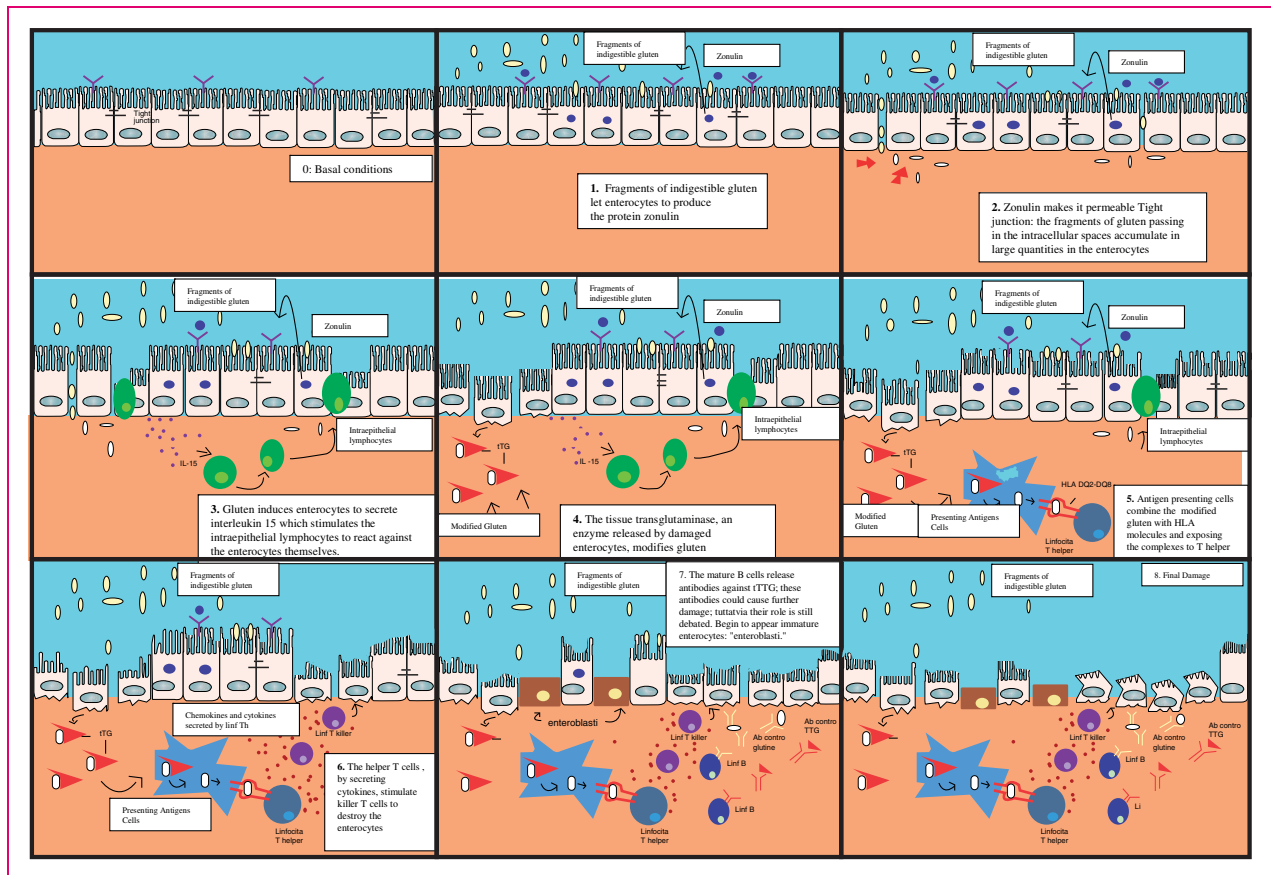 Tight
junction
0: Basal conditions
Fragments of
indigestible gluten
Zonulin
1. Fragments of indigestible gluten
let enterocytes to produce
the protein zonulin
Fragments of
indigestible gluten
Zonulin
2. Zonulin makes it permeable Tight
junction: the fragments of gluten passing
in the intracellular spaces accumulate in
large quantities in the enterocytes
Fragments of
indigestible gluten
Zonulin
Intraepithelial
lymphocytes
IL-15
3. Gluten induces enterocytes to secrete
interleukin 15 which stimulates the
intraepithelial lymphocytes to react against
the enterocytes themselves.
Fragments of
indigestible gluten
Zonulin
Intraepithelial
lymphocytes
tTG
IL -15
Modified Gluten
4. The tissue transglutaminase, an
enzyme released by damaged
enterocytes, modifies gluten
Fragments of
indigestible gluten
Zonulin
Intraepithelial
lymphocytes
tTG
HLA DQ2-DQ8
Modified
Gluten
Presenting Antigens
Cells
Linfocita
T helper
5. Antigen presenting cells
combine the modified
gluten with HLA
molecules and exposing
the complexes to T helper
Fragments of
indigestible gluten
Chemokines and cytokines
secreted by linf Th
Linf T killer
tTG
Presenting Antigens
Cells
Linfocita
T helper
6. The helper T cells ,
by secreting
cytokines, stimulate
killer T cells to
destroy the
enterocytes
Fragments of
indigestible gluten
7. The mature B cells release
antibodies against tTTG; these
antibodies could cause further
damage; tuttatvia their role is still
debated. Begin to appear immature
enterocytes: "enteroblasti."
enteroblasti
Linf T killer
Ab contro
glutine
Ab contro
TTG
Linf B
Linf B
Linfocita
T helper
Fragments of
indigestible gluten
8. Final Damage
Linf T killer
Ab contro
glutine
Ab contro
TTG
Linf B
Li
Linfocita
T helper